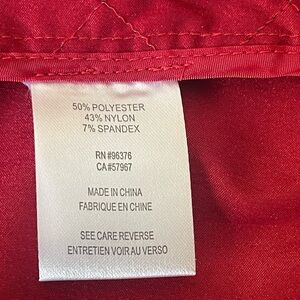 50% POLYESTER
43% NYLON
7% SPANDEX
RN #96376
CA #57967
MADE IN CHINA
FABRIQUE EN CHINE
SEE CARE REVERSE
ENTRETIEN VOIR AU VERSO